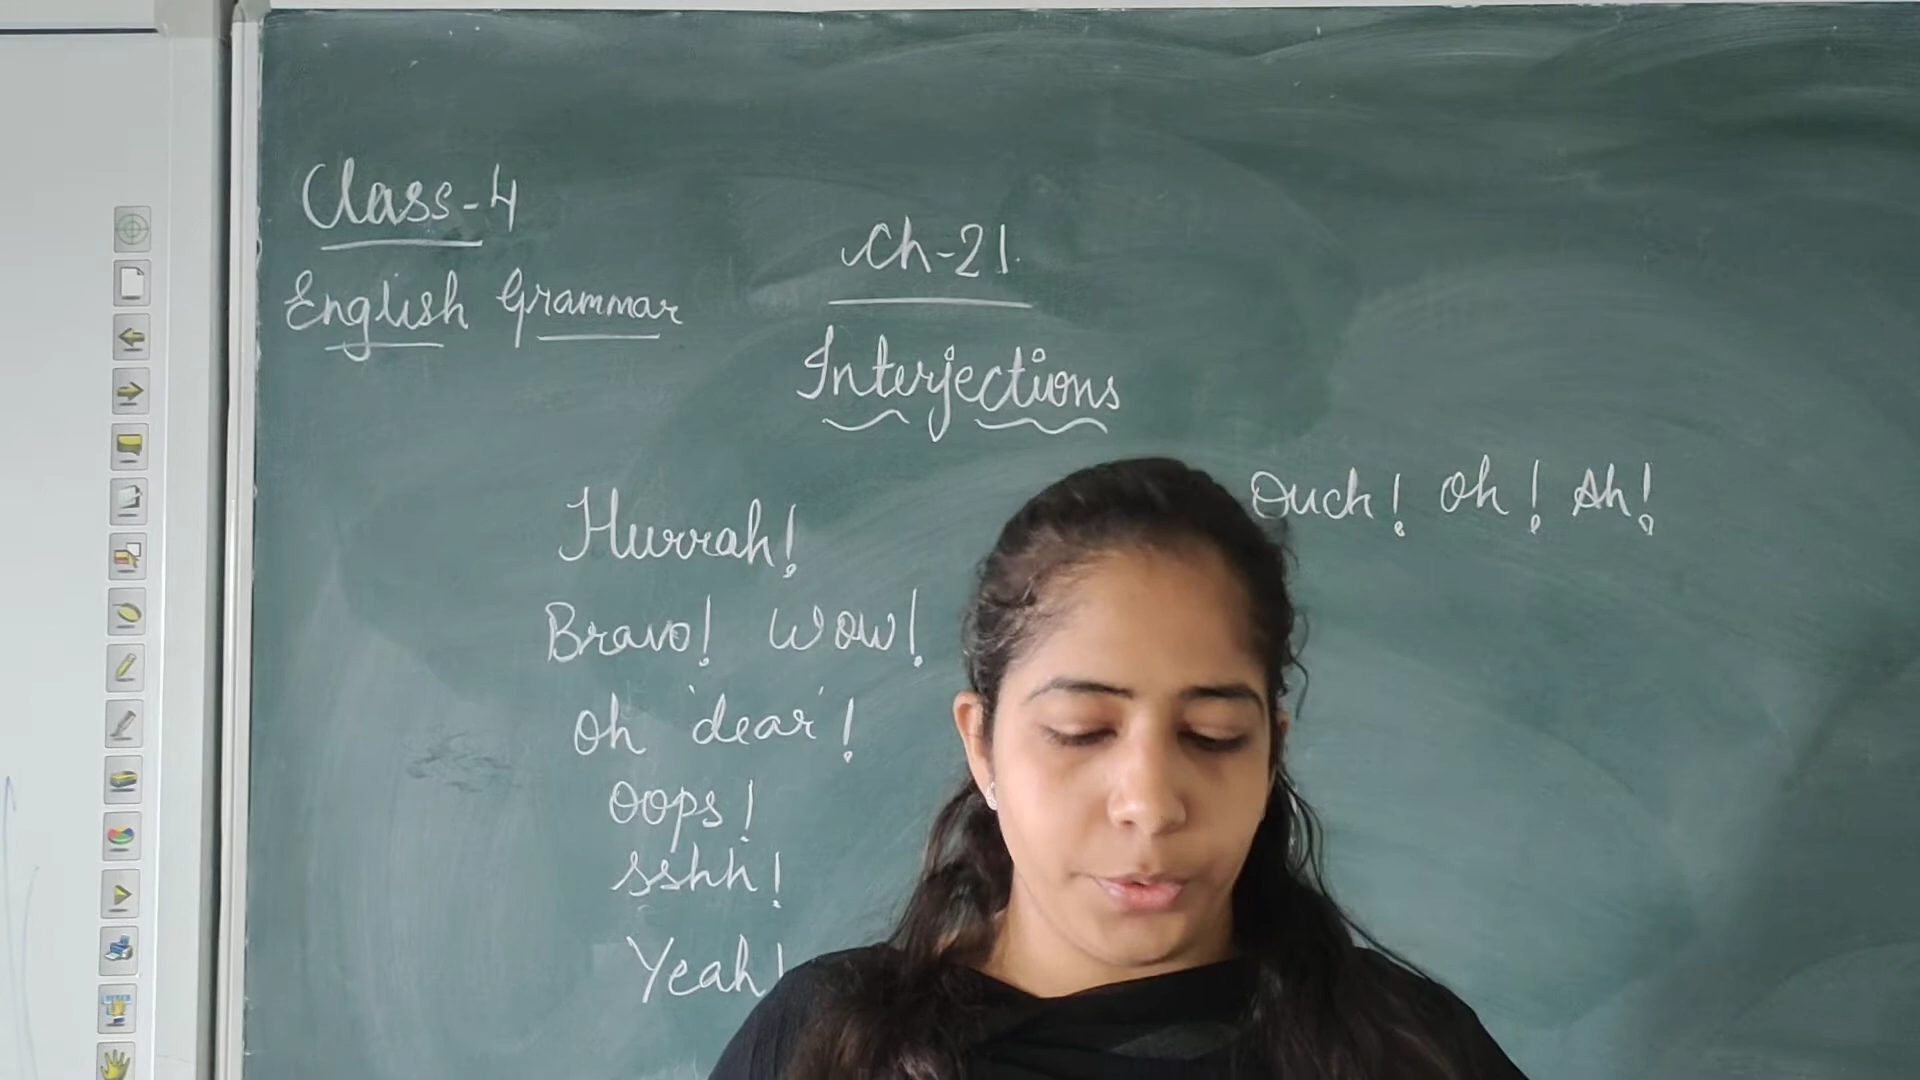 Class-4
English Grammar
Ch-21
Interjections
Hurrah!
Bravo! Wow!
Oh 'dear'!
Oops!
sshh!
Yeah!
Ouch! Oh! Ah!